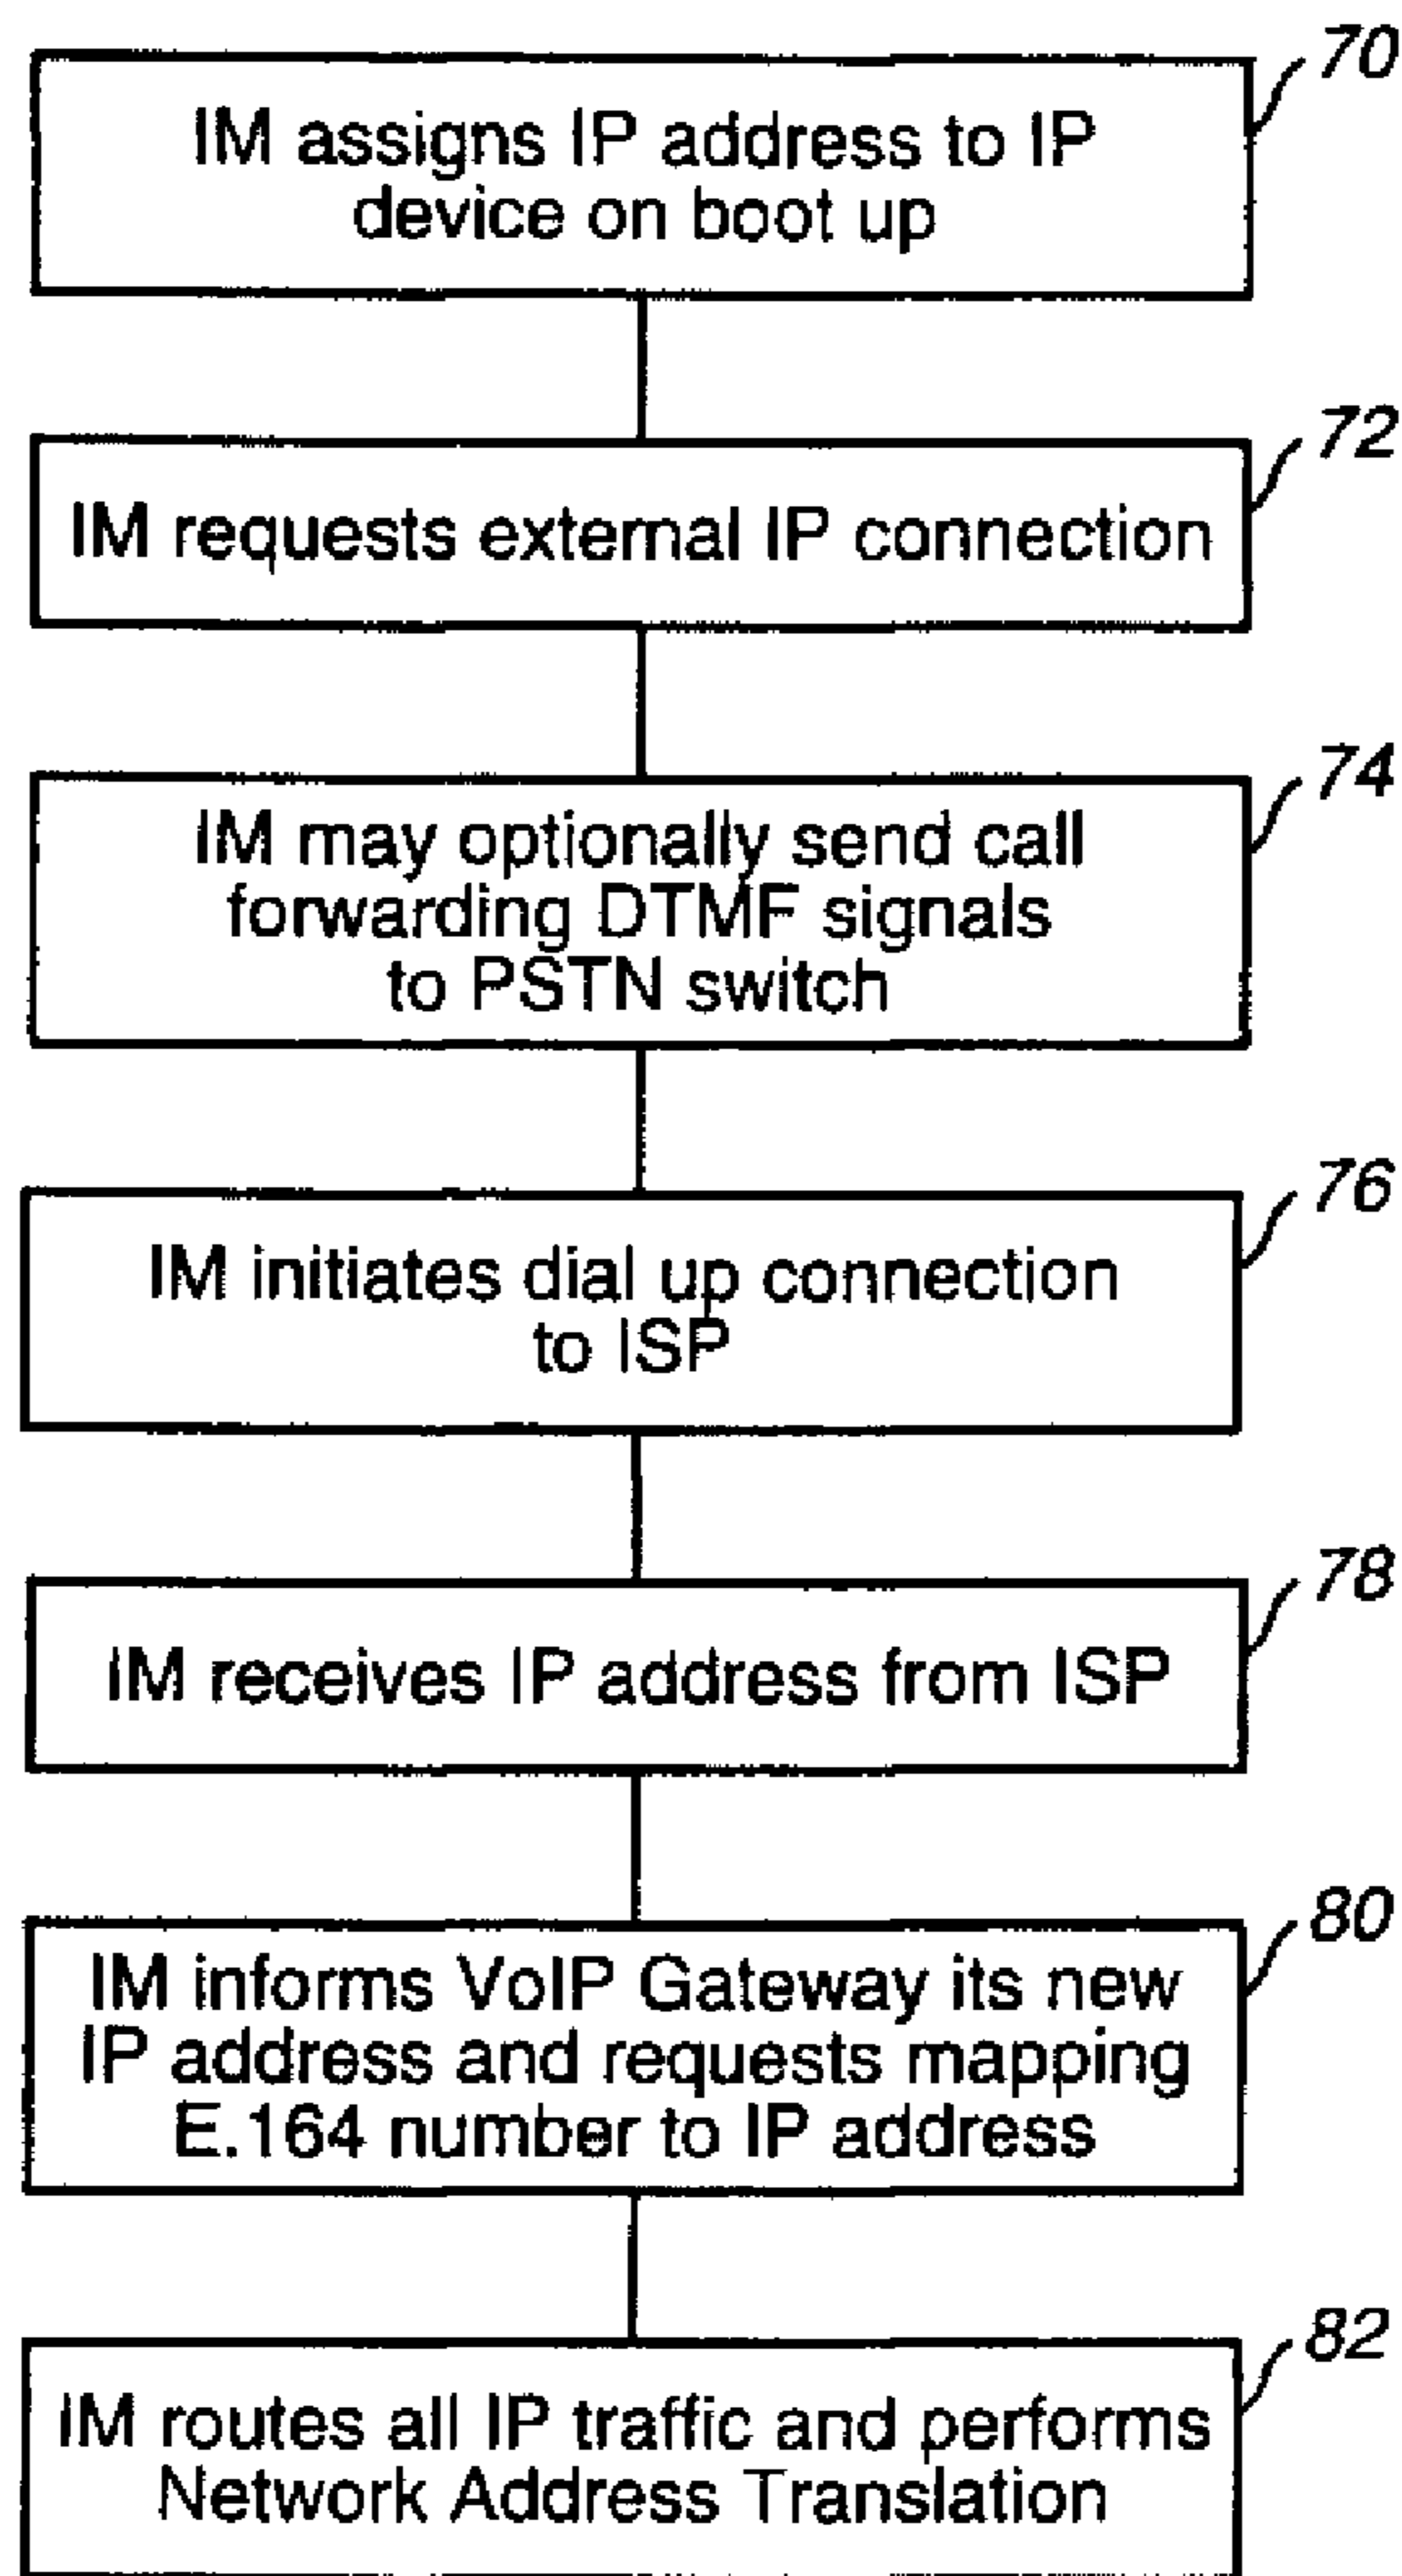 70
IM assigns IP address to IP
device on boot up
72
IM requests external IP connection
74
IM may optionally send call
forwarding DTMF signals
to PSTN switch
76
IM initiates dial up connection
to ISP
78
IM receives IP address from ISP
80
IM informs VoIP Gateway its new
IP address and requests mapping
E.164 number to IP address
82
IM routes all IP traffic and performs
Network Address Translation